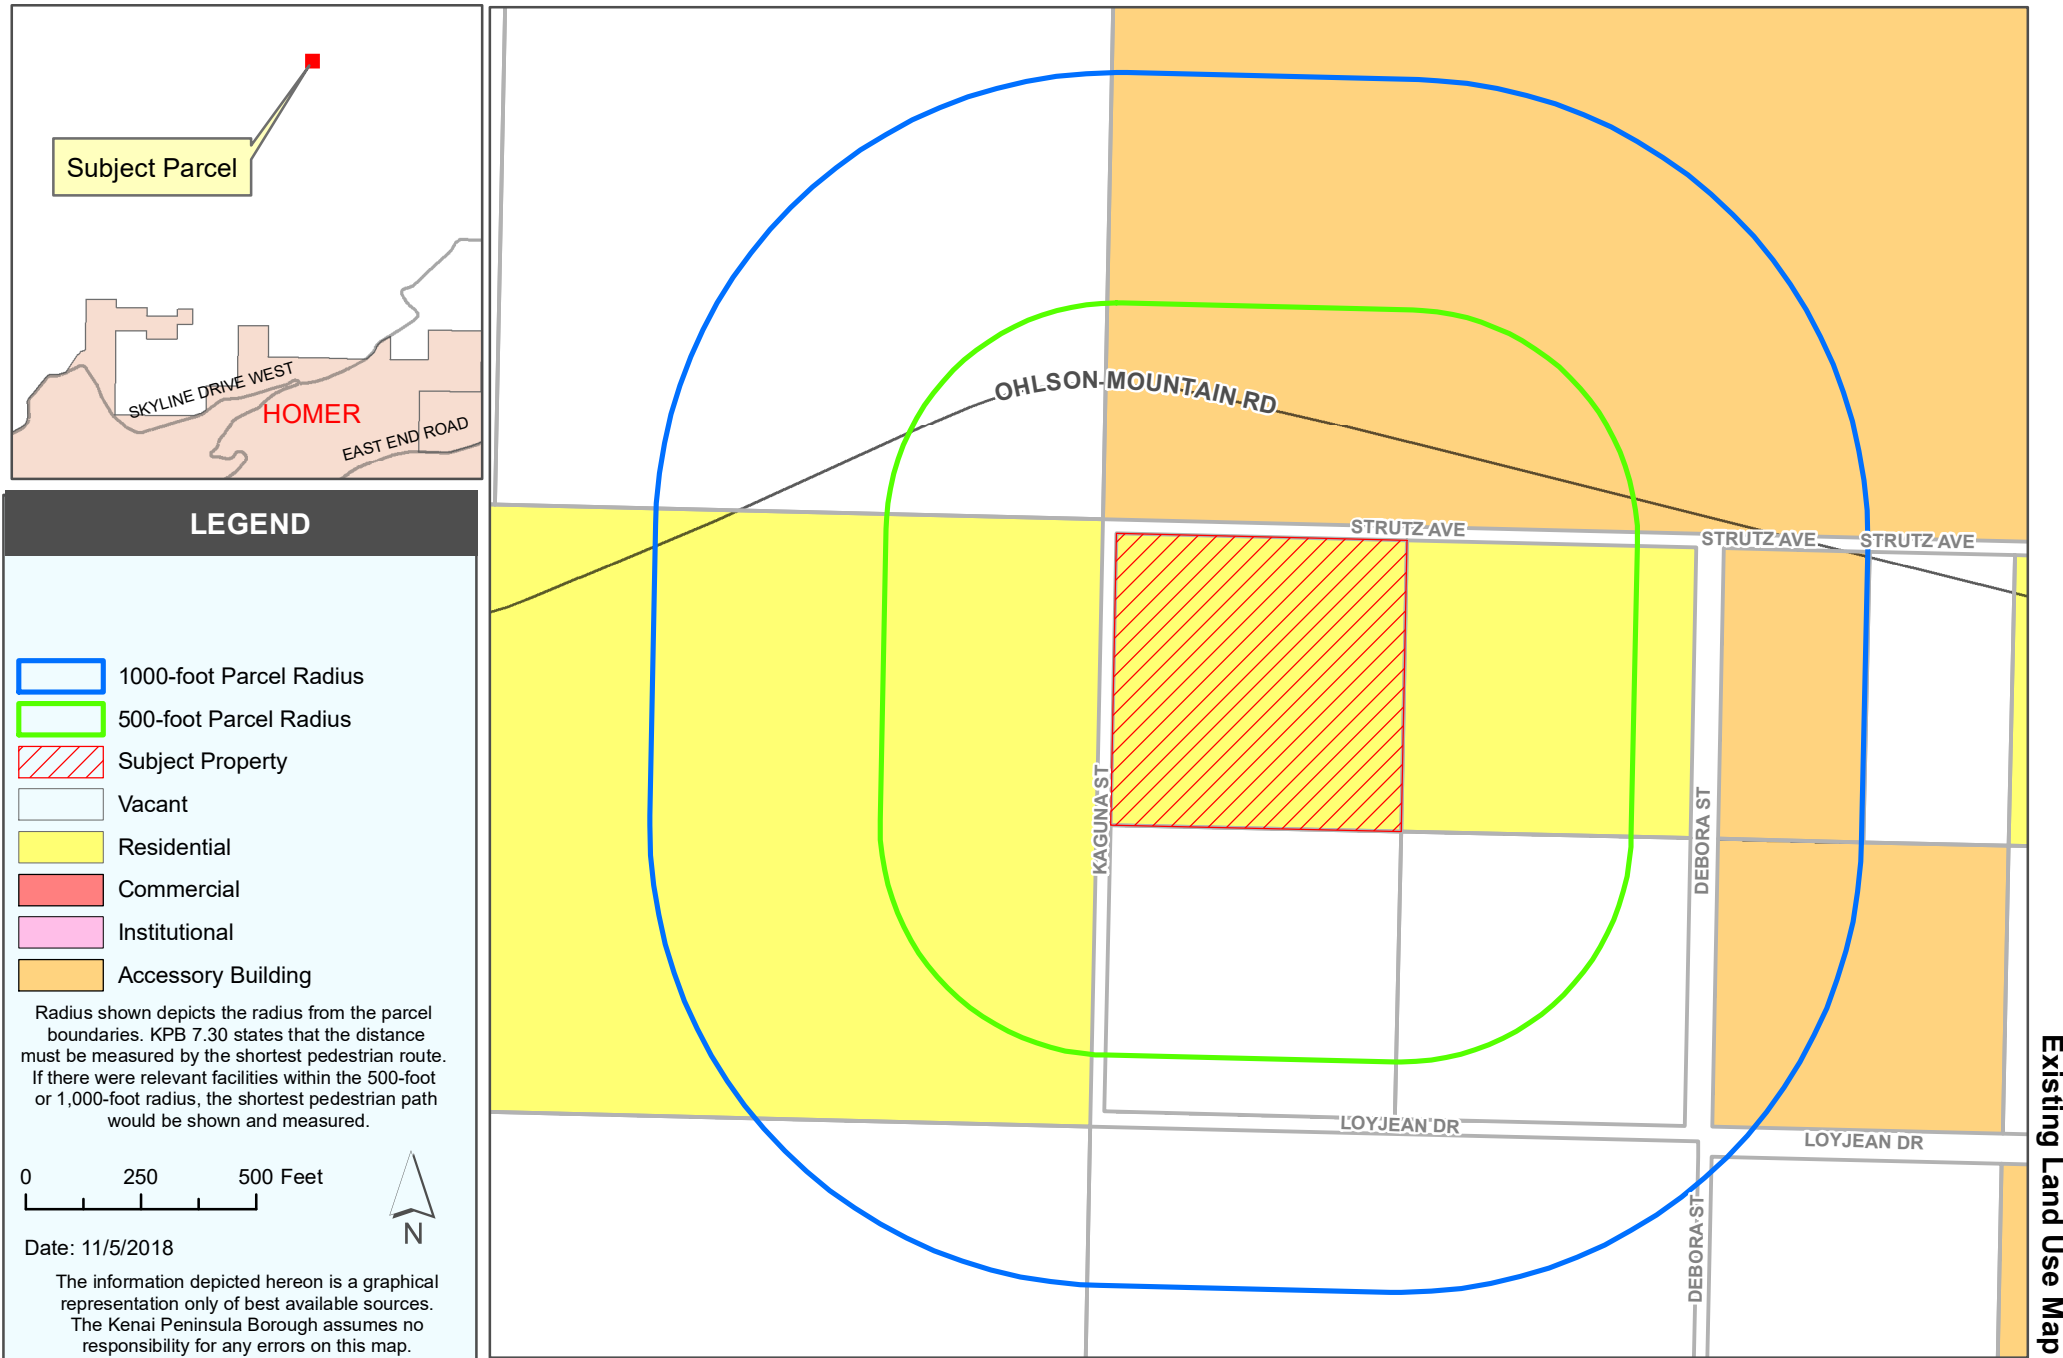 Subject Parcel
SKYLINE DRIVE WEST
HOMER
EAST END ROAD
LEGEND
1000-foot Parcel Radius
500-foot Parcel Radius
Subject Property
Vacant
Residential
Commercial
Institutional
Accessory Building
Radius shown depicts the radius from the parcel
boundaries. KPB 7.30 states that the distance
must be measured by the shortest pedestrian route.
If there were relevant facilities within the 500-foot
or 1,000-foot radius, the shortest pedestrian path
would be shown and measured.
0 250 500 Feet
N
Date: 11/5/2018
The information depicted hereon is a graphical
representation only of best available sources.
The Kenai Peninsula Borough assumes no
responsibility for any errors on this map.
OHLSON MOUNTAIN RD
STRUTZ AVE
STRUTZ AVE
STRUTZ AVE
KAGUNA ST
DEBORA ST
LOYJEAN DR
LOYJEAN DR
DEBORA ST
Existing Land Use Map